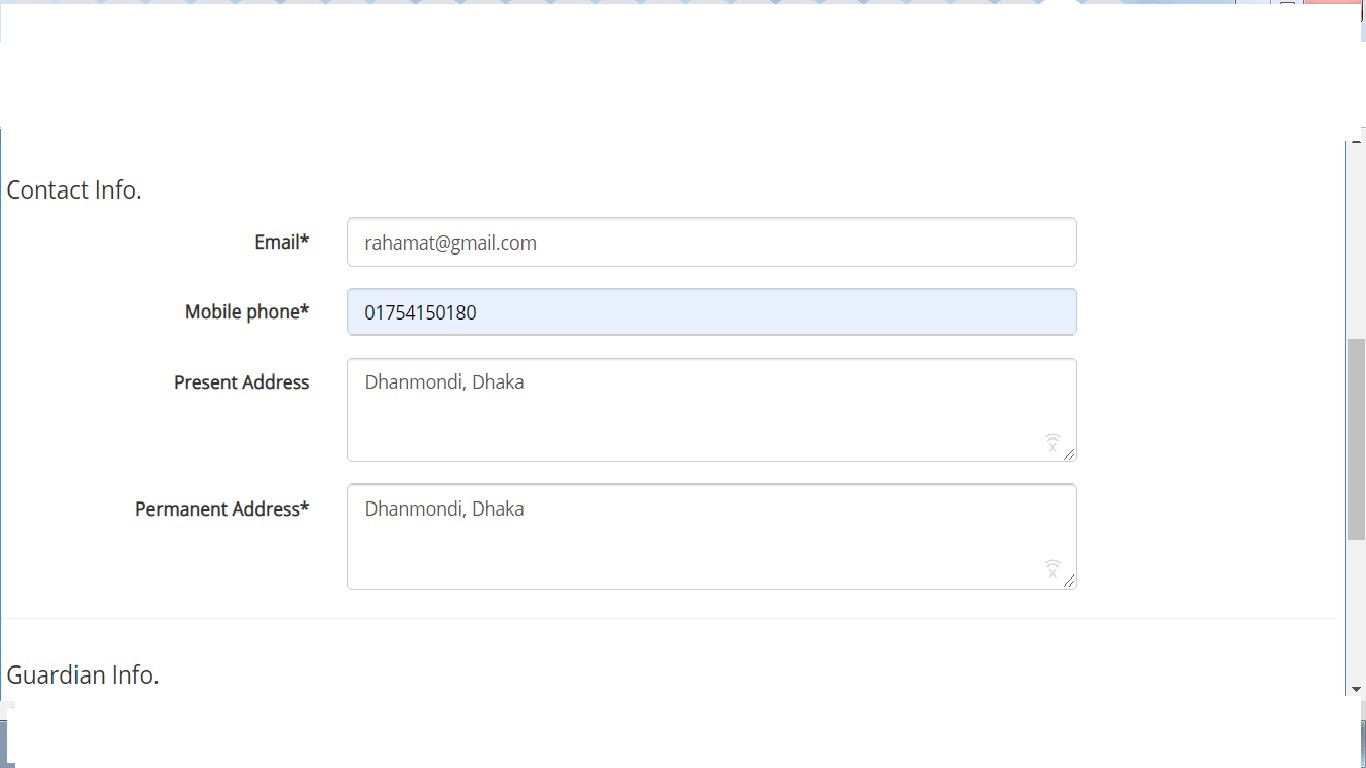 Contact Info.
Email* rahamat@gmail.com
Mobile phone* 01754150180
Present Address Dhanmondi, Dhaka
Permanent Address* Dhanmondi, Dhaka
Guardian Info.